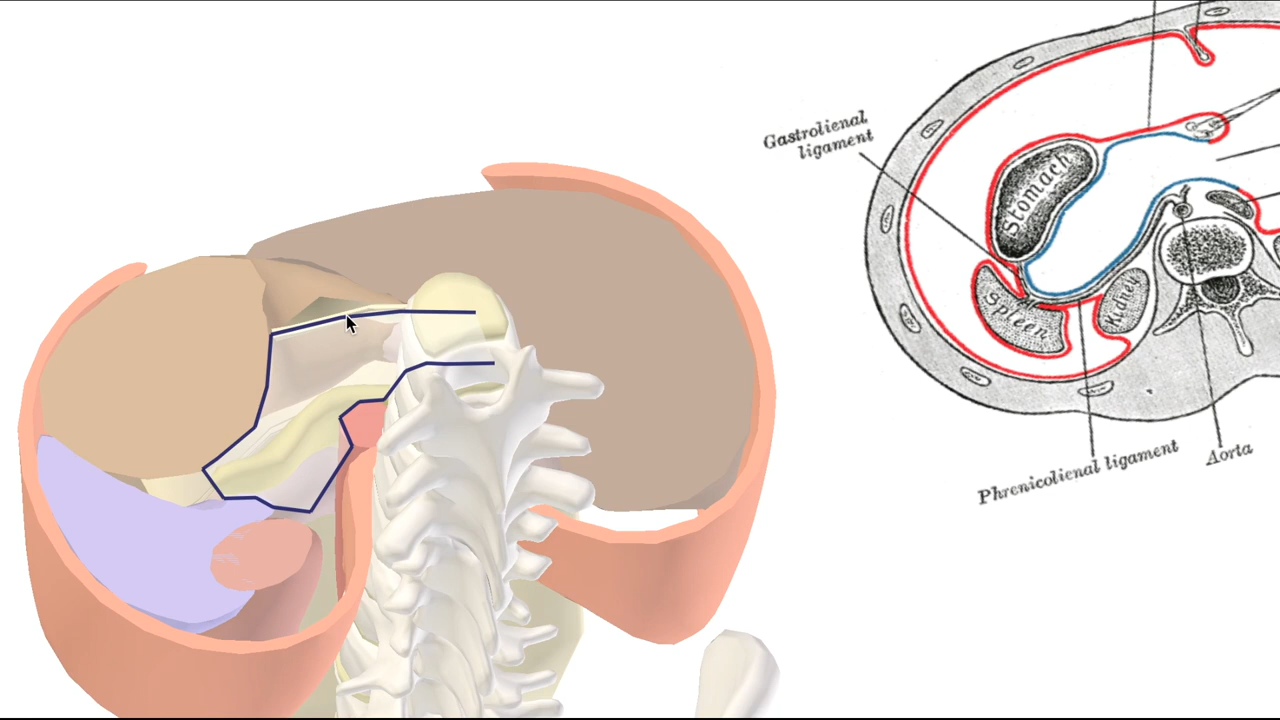 Gastrolienal
ligament
Stomach
Spleen
Kidney
Phrenicolienal ligament
Aorta